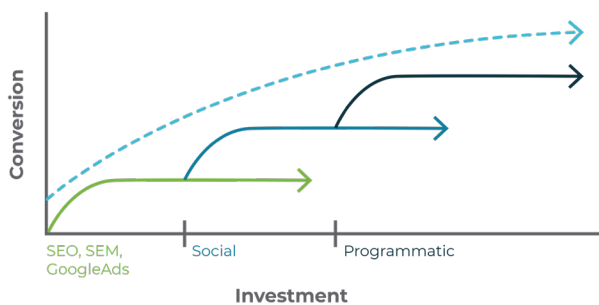 Conversion
SEO, SEM,
GoogleAds
Social
Programmatic
Investment